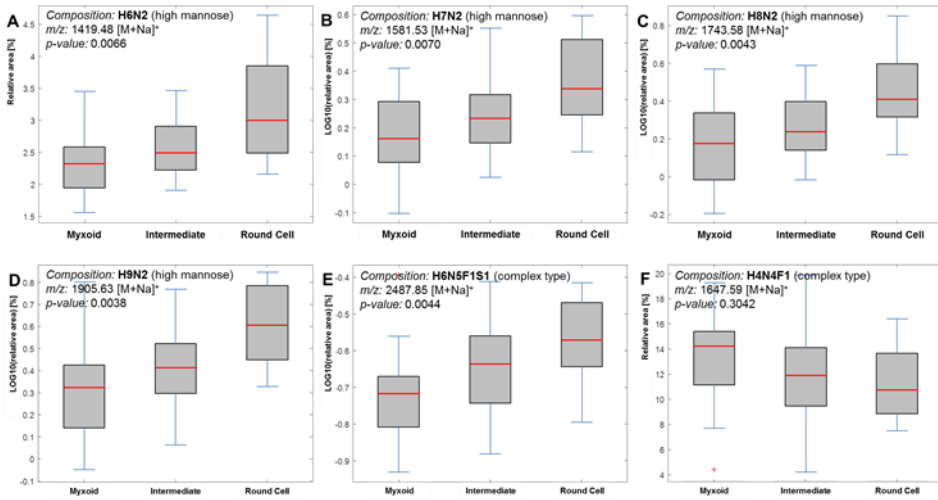 A
Composition: H6N2 (high mannose)
m/z: 1419.48 [M+Na]⁺
p-value: 0.0066
Relative area [%]
4.5
4
3.5
3
2.5
2
1.5
Myxoid Intermediate Round Cell
B
Composition: H7N2 (high mannose)
m/z: 1581.53 [M+Na]⁺
p-value: 0.0070
LOG10(relative area) [%]
0.6
0.5
0.4
0.3
0.2
0.1
0
-0.1
Myxoid Intermediate Round Cell
C
Composition: H8N2 (high mannose)
m/z: 1743.58 [M+Na]⁺
p-value: 0.0043
LOG10(relative area) [%]
0.8
0.6
0.4
0.2
0
-0.2
Myxoid Intermediate Round Cell
D
Composition: H9N2 (high mannose)
m/z: 1905.63 [M+Na]⁺
p-value: 0.0038
LOG10(relative area) [%]
0.8
0.7
0.6
0.5
0.4
0.3
0.2
0.1
0
-0.1
Myxoid Intermediate Round Cell
E
Composition: H6N5F1S1 (complex type)
m/z: 2487.85 [M+Na]⁺
p-value: 0.0044
LOG10(relative area) [%]
-0.4
-0.5
-0.6
-0.7
-0.8
-0.9
Myxoid Intermediate Round Cell
F
Composition: H4N4F1 (complex type)
m/z: 1647.59 [M+Na]⁺
p-value: 0.3042
Relative area [%]
20
18
16
14
12
10
8
6
4
Myxoid Intermediate Round Cell